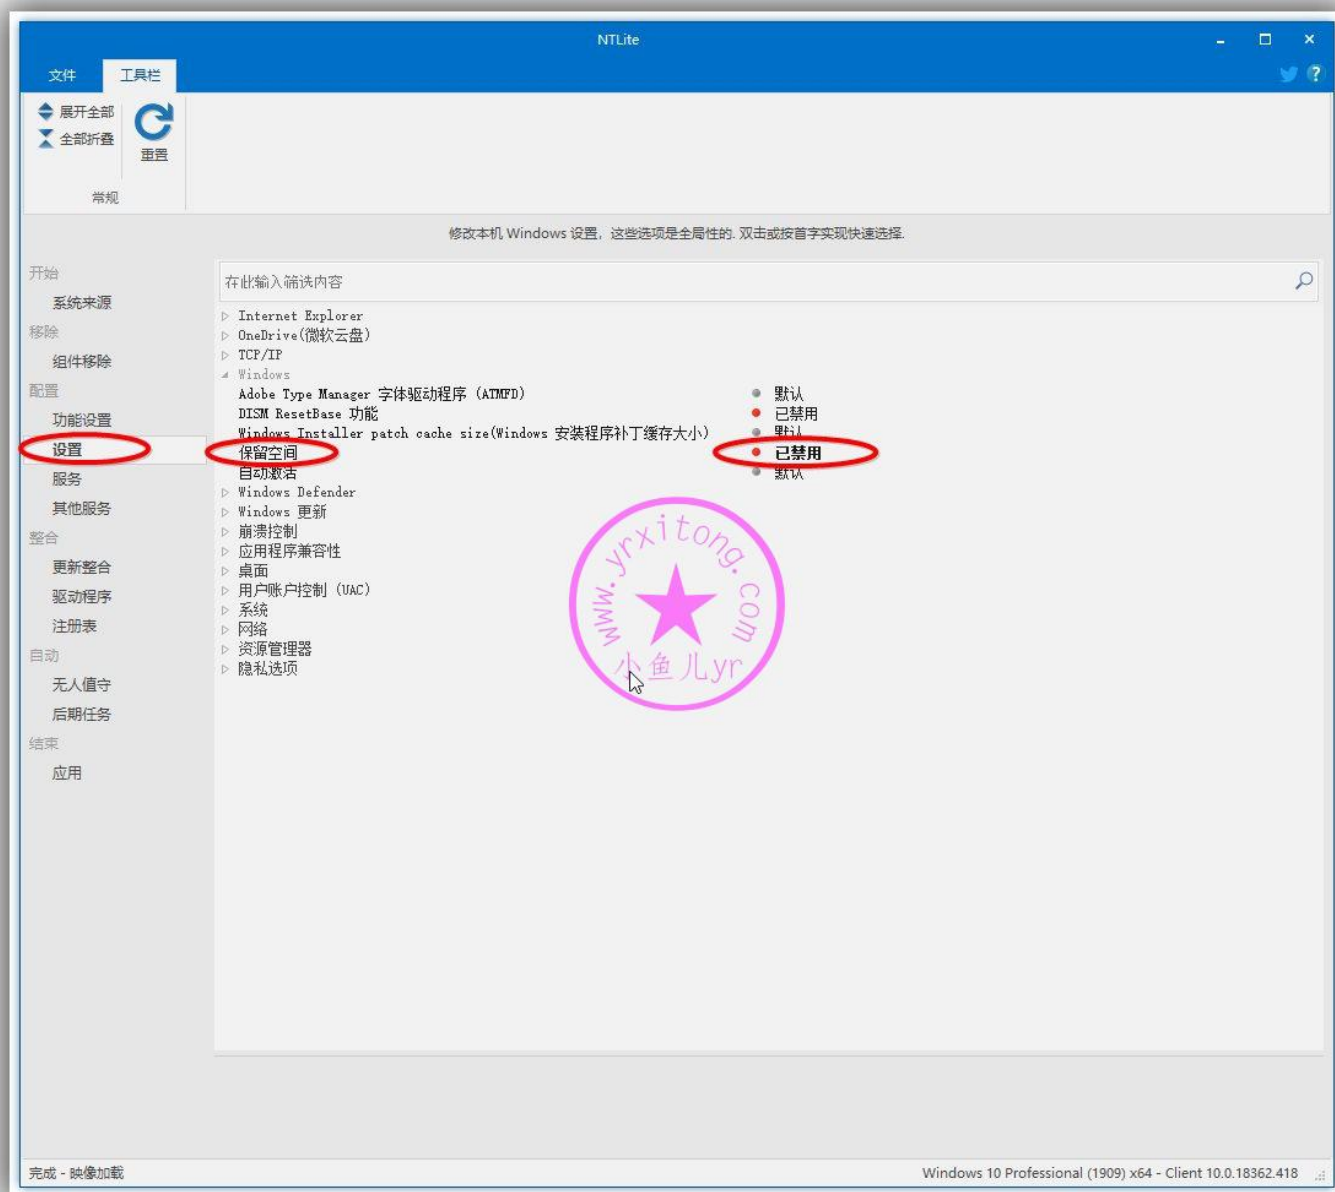 NTLite
文件 工具栏
展开全部
全部折叠
重置
常规
修改本机 Windows 设置，这些选项是全局性的. 双击或按首字实现快速选择.
开始
系统来源
移除
组件移除
配置
功能设置
设置
服务
其他服务
整合
更新整合
驱动程序
注册表
自动
无人值守
后期任务
结束
应用
在此输入筛选内容
Internet Explorer
OneDrive(微软云盘)
TCP/IP
Windows
Adobe Type Manager 字体驱动程序 (ATMFD) 默认
DISM ResetBase 功能 已禁用
Windows Installer patch cache size(Windows 安装程序补丁缓存大小) 默认
保留空间 已禁用
自动激活 默认
Windows Defender
Windows 更新
崩溃控制
应用程序兼容性
桌面
用户账户控制 (UAC)
系统
网络
资源管理器
隐私选项
www.yrxitong.com
小鱼儿yr
完成 - 映像加载
Windows 10 Professional (1909) x64 - Client 10.0.18362.418